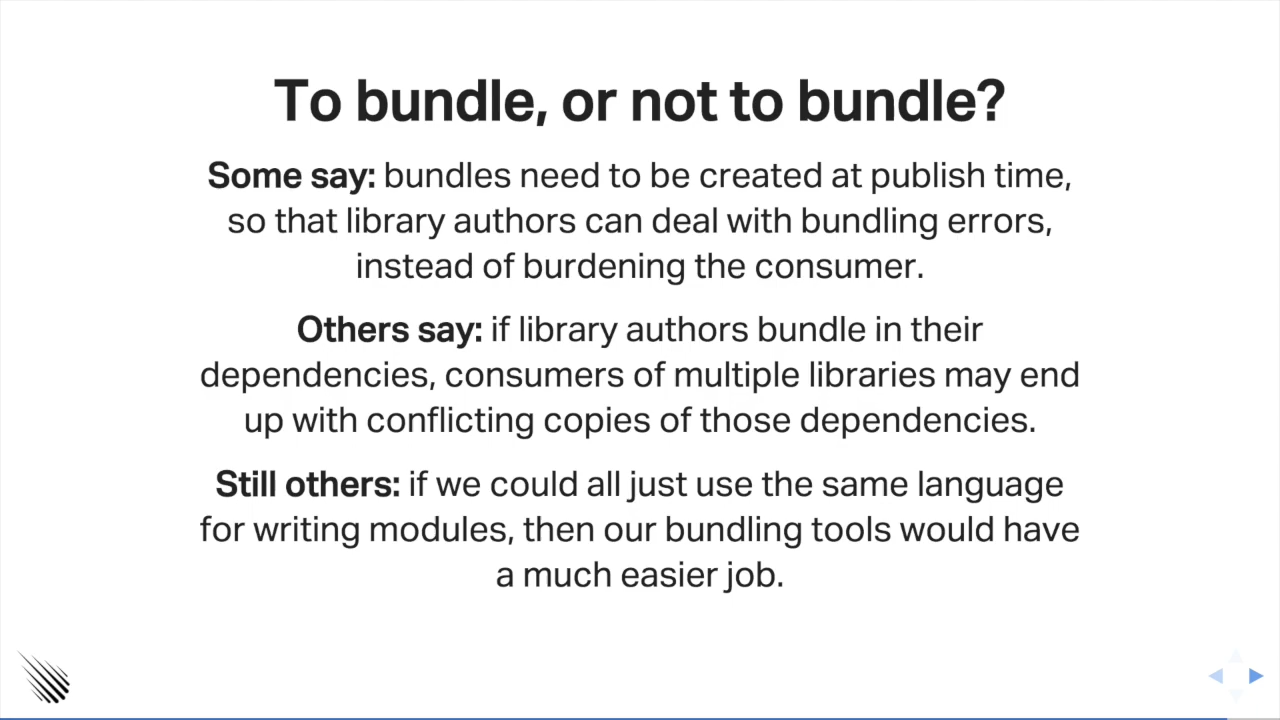 To bundle, or not to bundle?
Some say: bundles need to be created at publish time,
so that library authors can deal with bundling errors,
instead of burdening the consumer.
Others say: if library authors bundle in their
dependencies, consumers of multiple libraries may end
up with conflicting copies of those dependencies.
Still others: if we could all just use the same language
for writing modules, then our bundling tools would have
a much easier job.